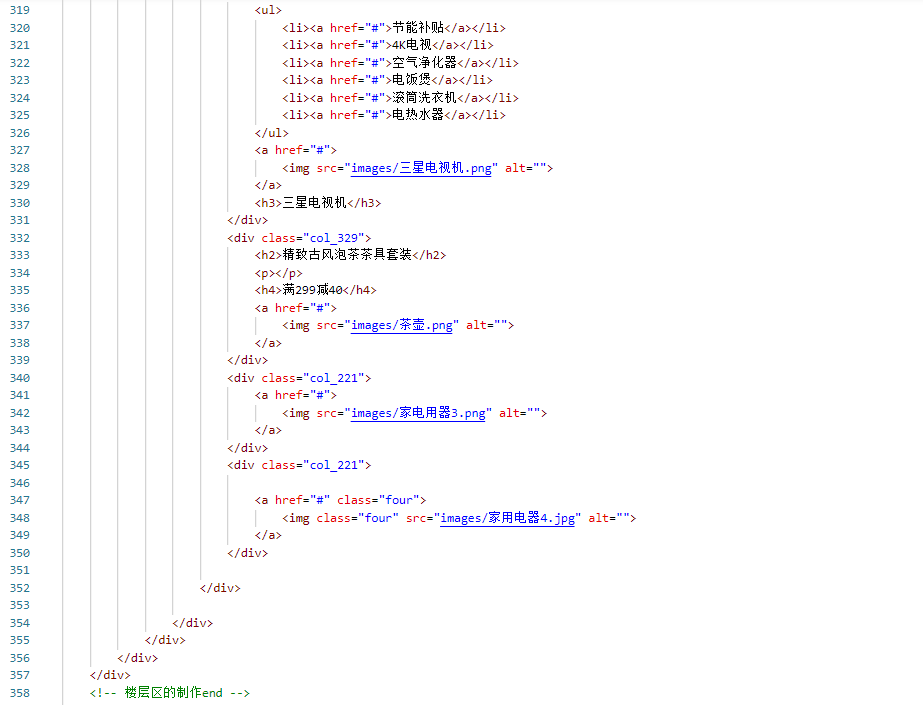 319 <ul>
320 <li><a href="#">节能补贴</a></li>
321 <li><a href="#">4K电视</a></li>
322 <li><a href="#">空气净化器</a></li>
323 <li><a href="#">电饭煲</a></li>
324 <li><a href="#">滚筒洗衣机</a></li>
325 <li><a href="#">电热水器</a></li>
326 </ul>
327 <a href="#">
328 <img src="images/三星电视机.png" alt="">
329 </a>
330 <h3>三星电视机</h3>
331 </div>
332 <div class="col_329">
333 <h2>精致古风泡茶茶具套装</h2>
334 <p></p>
335 <h4>满299减40</h4>
336 <a href="#">
337 <img src="images/茶壶.png" alt="">
338 </a>
339 </div>
340 <div class="col_221">
341 <a href="#">
342 <img src="images/家电用器3.png" alt="">
343 </a>
344 </div>
345 <div class="col_221">
346
347 <a href="#" class="four">
348 <img class="four" src="images/家用电器4.jpg" alt="">
349 </a>
350 </div>
351
352 </div>
353
354 </div>
355 </div>
356 </div>
357 </div>
358 <!-- 楼层区的制作end -->